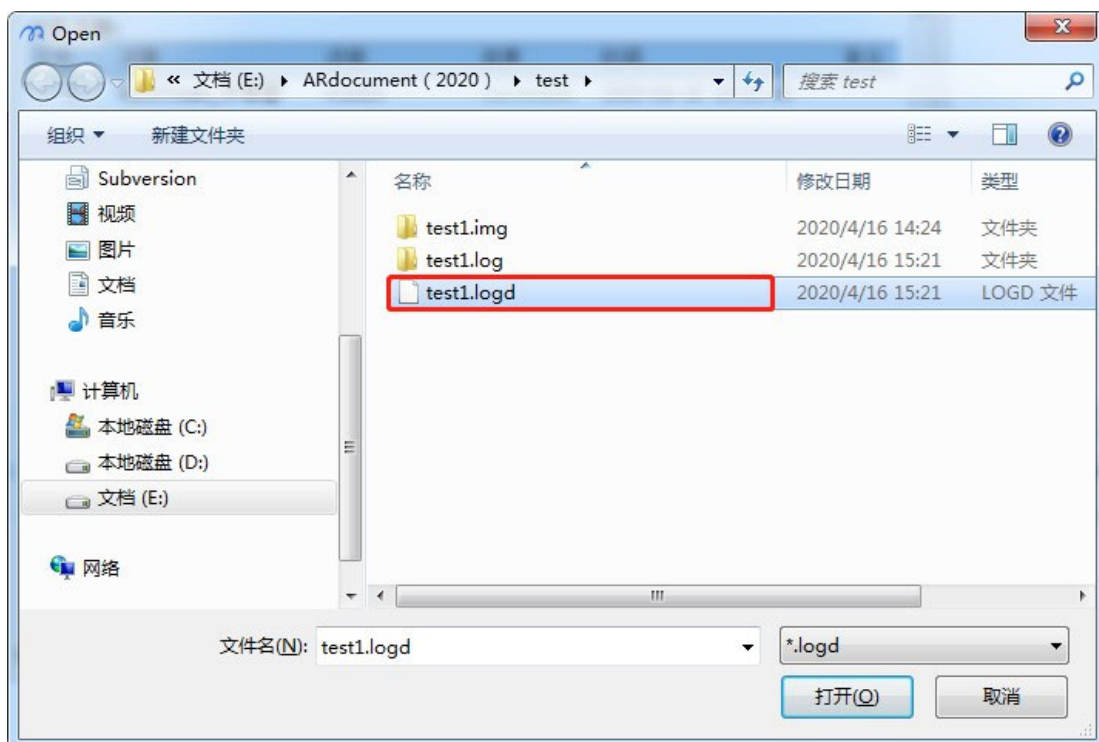 Open
« 文档 (E:) ▸ ARdocument ( 2020 ) ▸ test ▸
搜索 test
组织 新建文件夹
Subversion
视频
图片
文档
音乐
计算机
本地磁盘 (C:)
本地磁盘 (D:)
文档 (E:)
网络
名称 修改日期 类型
test1.img 2020/4/16 14:24 文件夹
test1.log 2020/4/16 15:21 文件夹
test1.logd 2020/4/16 15:21 LOGD 文件
文件名(N): test1.logd *.logd
打开(O) 取消